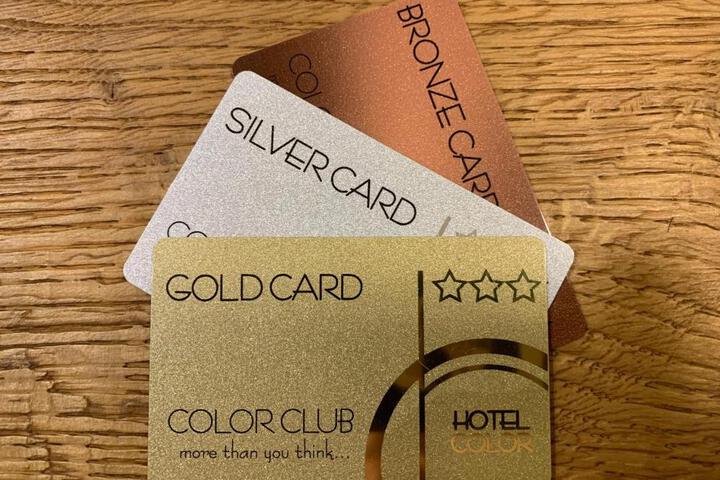 BRONZE CARD
SILVER CARD
GOLD CARD
COLOR CLUB
more than you think...
HOTEL
COLOR